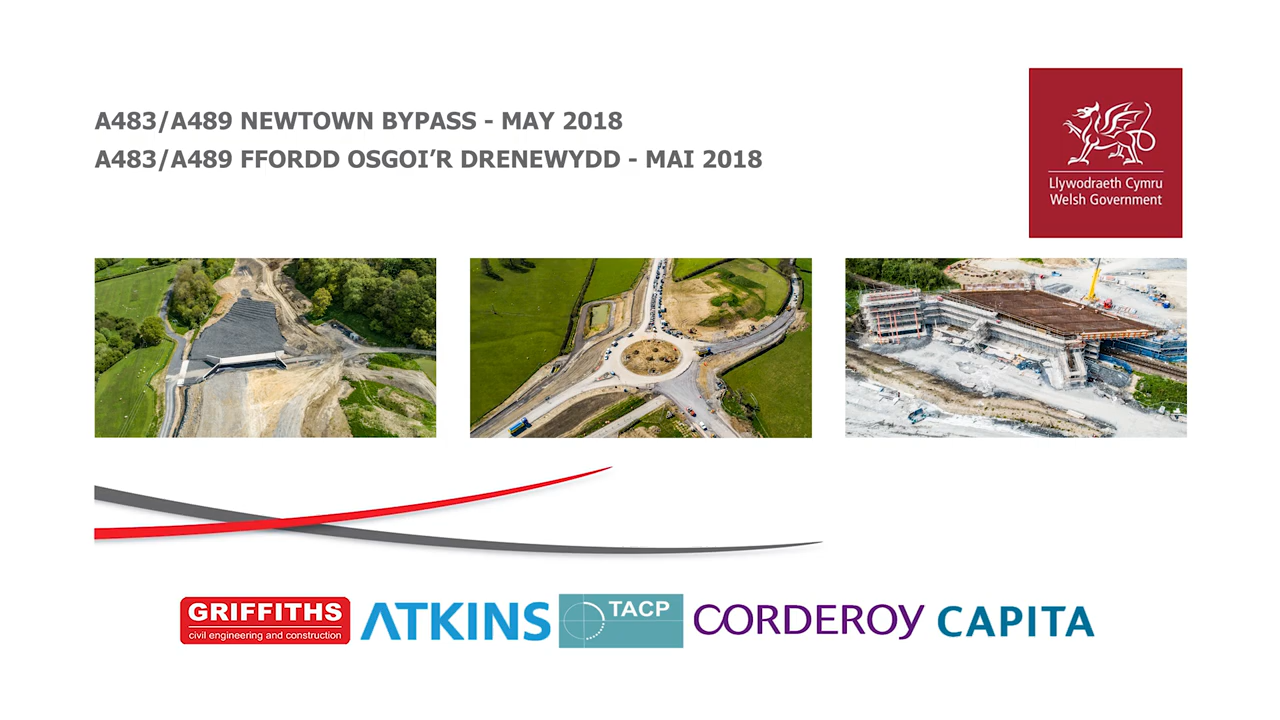 A483/A489 NEWTOWN BYPASS - MAY 2018
A483/A489 FFORDD OSGOI’R DRENEWYDD - MAI 2018
Llywodraeth Cymru
Welsh Government
GRIFFITHS
civil engineering and construction
ATKINS
TACP
CORDEROY
CAPITA